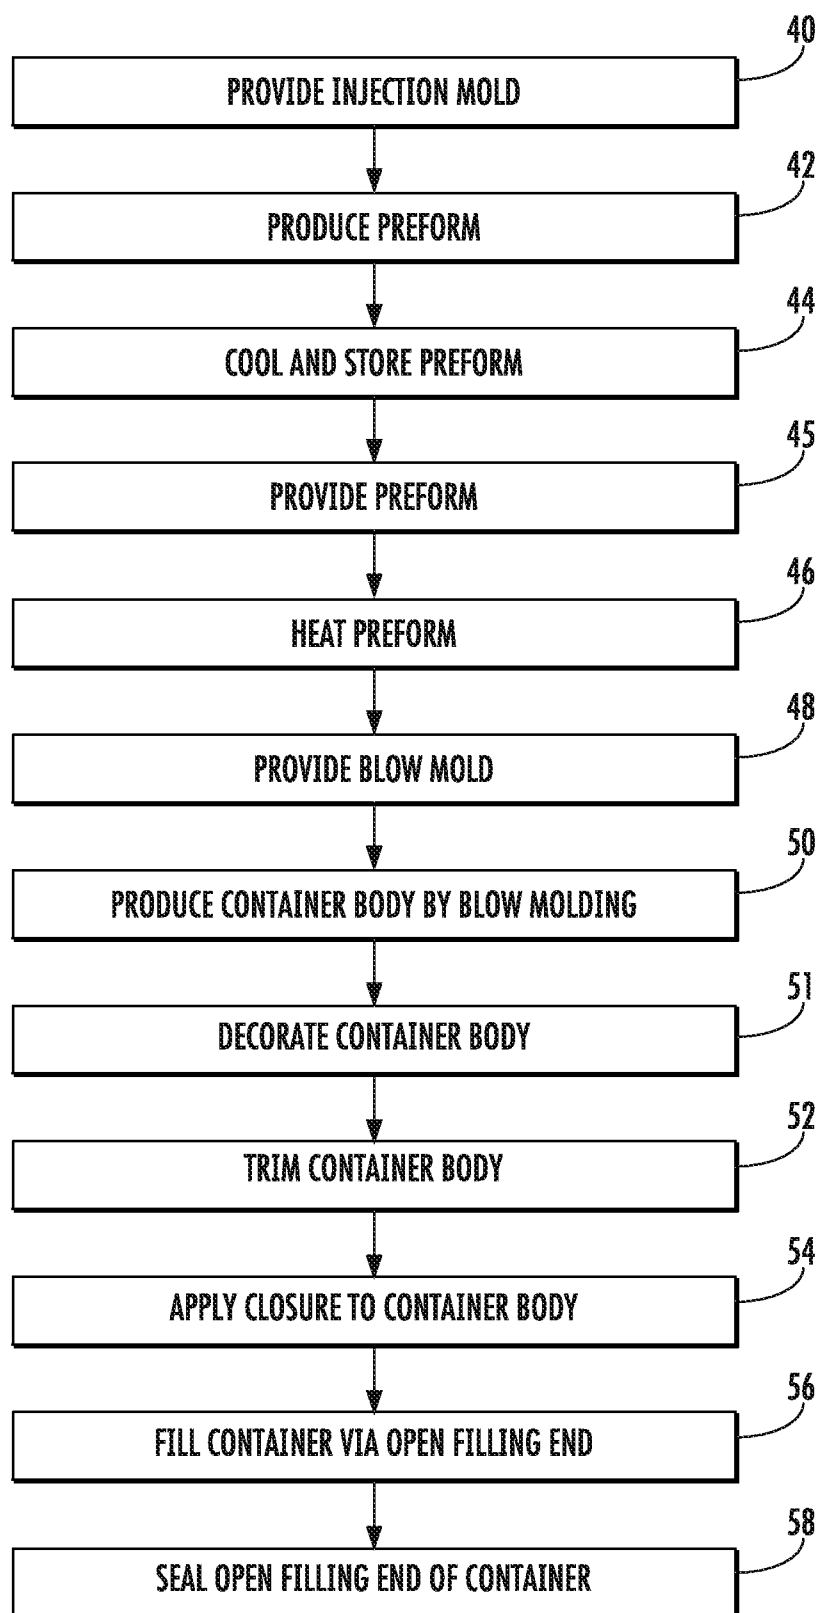 40
PROVIDE INJECTION MOLD
42
PRODUCE PREFORM
44
COOL AND STORE PREFORM
45
PROVIDE PREFORM
46
HEAT PREFORM
48
PROVIDE BLOW MOLD
50
PRODUCE CONTAINER BODY BY BLOW MOLDING
51
DECORATE CONTAINER BODY
52
TRIM CONTAINER BODY
54
APPLY CLOSURE TO CONTAINER BODY
56
FILL CONTAINER VIA OPEN FILLING END
58
SEAL OPEN FILLING END OF CONTAINER